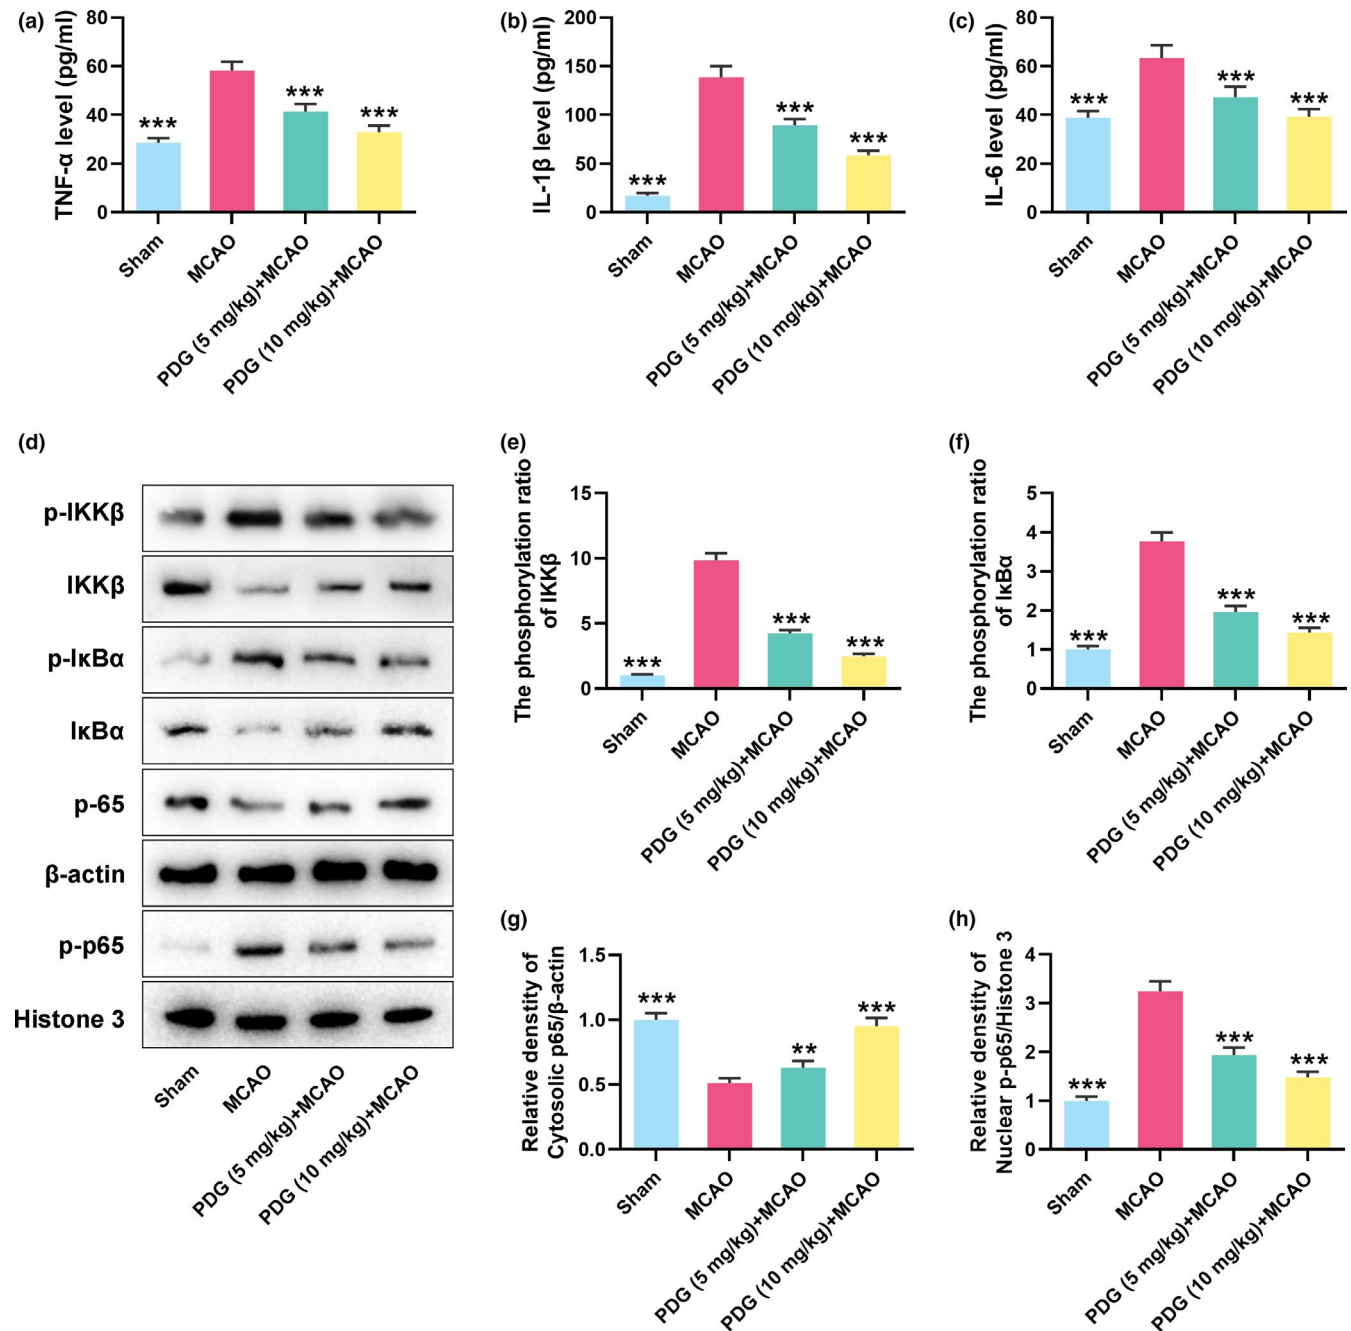 (a)
TNF-α level (pg/ml)
80
60
40
20
0
***
***
***
Sham
MCAO
PDG (5 mg/kg)+MCAO
PDG (10 mg/kg)+MCAO
(b)
IL-1β level (pg/ml)
200
150
100
50
0
***
***
***
Sham
MCAO
PDG (5 mg/kg)+MCAO
PDG (10 mg/kg)+MCAO
(c)
IL-6 level (pg/ml)
80
60
40
20
0
***
***
***
Sham
MCAO
PDG (5 mg/kg)+MCAO
PDG (10 mg/kg)+MCAO
(d)
p-IKKβ
IKKβ
p-IκBα
IκBα
p-65
β-actin
p-p65
Histone 3
Sham
MCAO
PDG (5 mg/kg)+MCAO
PDG (10 mg/kg)+MCAO
(e)
The phosphorylation ratio
of IKKβ
15
10
5
0
***
***
***
Sham
MCAO
PDG (5 mg/kg)+MCAO
PDG (10 mg/kg)+MCAO
(f)
The phosphorylation ratio
of IκBα
5
4
3
2
1
0
***
***
***
Sham
MCAO
PDG (5 mg/kg)+MCAO
PDG (10 mg/kg)+MCAO
(g)
Relative denstity of
Cytosolic p65/β-actin
1.5
1.0
0.5
0.0
***
**
***
Sham
MCAO
PDG (5 mg/kg)+MCAO
PDG (10 mg/kg)+MCAO
(h)
Relative denstity of
Nuclear p-p65/Histone 3
4
3
2
1
0
***
***
***
Sham
MCAO
PDG (5 mg/kg)+MCAO
PDG (10 mg/kg)+MCAO